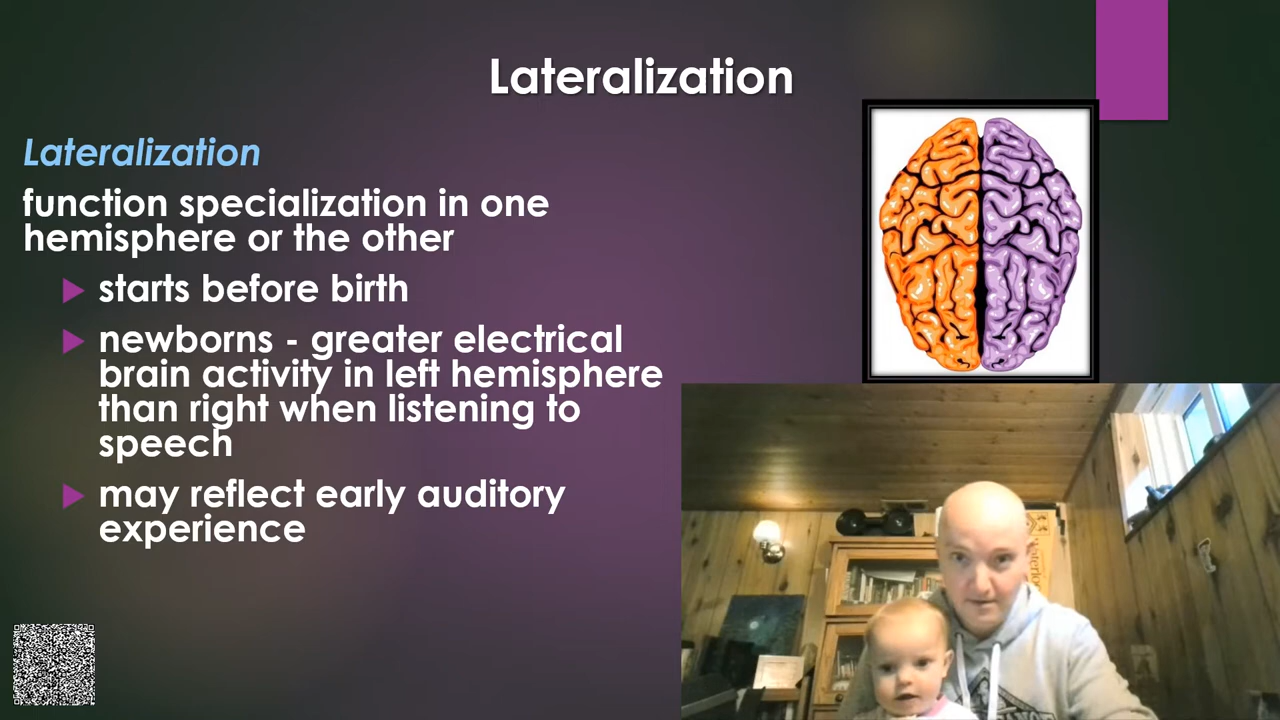 Lateralization
Lateralization
function specialization in one
hemisphere or the other
starts before birth
newborns - greater electrical
brain activity in left hemisphere
than right when listening to
speech
may reflect early auditory
experience